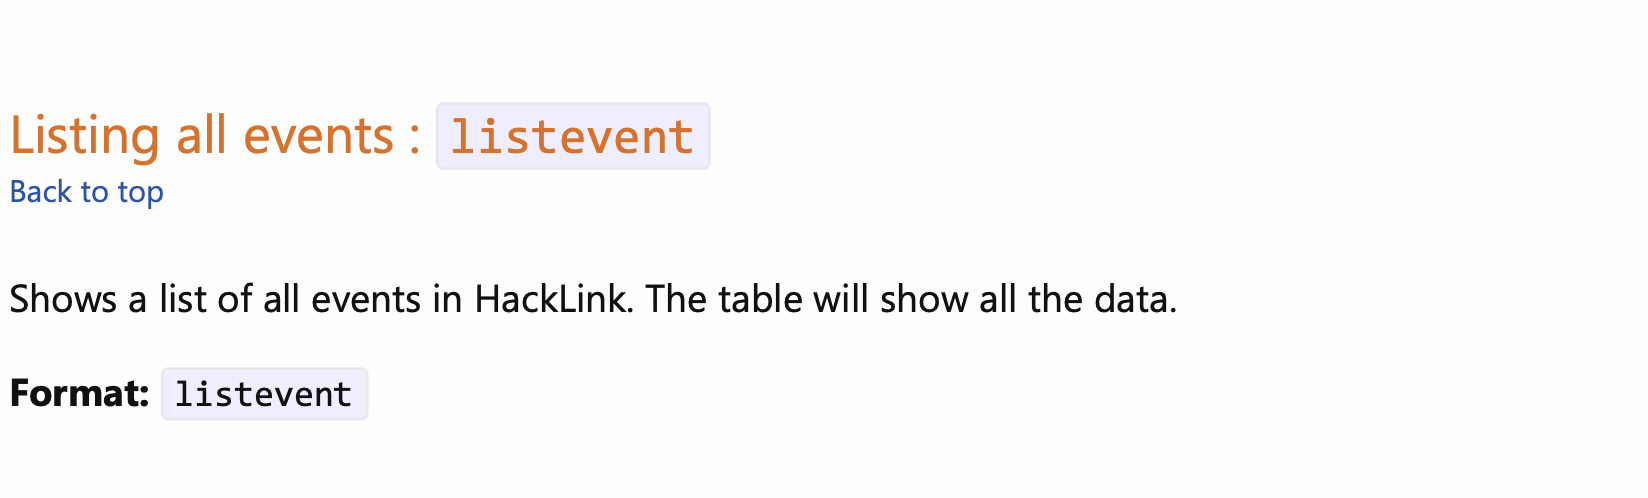 Listing all events : listevent
Back to top
Shows a list of all events in HackLink. The table will show all the data.
Format: listevent